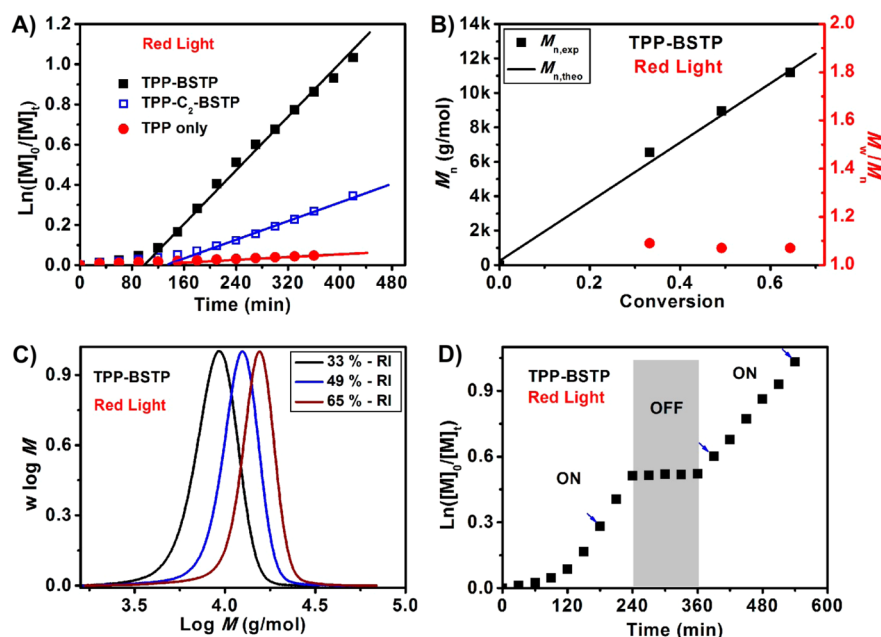 A)
Red Light
TPP-BSTP
TPP-C₂-BSTP
TPP only
Ln([M]₀/[M]ₜ)
1.2
1.0
0.8
0.6
0.4
0.2
0.0
0 80 160 240 320 400 480
Time (min)
B)
Mn,exp
Mn,theo
TPP-BSTP
Red Light
Mn (g/mol)
14k
12k
10k
8k
6k
4k
2k
0
0.0 0.2 0.4 0.6
Conversion
2.0
1.8
1.6
1.4
1.2
1.0
Mw/Mn
C)
TPP-BSTP
Red Light
33 % - RI
49 % - RI
65 % - RI
w log M
0.9
0.6
0.3
0.0
3.5 4.0 4.5 5.0
Log M (g/mol)
D)
TPP-BSTP
Red Light
ON
OFF
ON
Ln([M]₀/[M]ₜ)
0.9
0.6
0.3
0.0
0 120 240 360 480 600
Time (min)